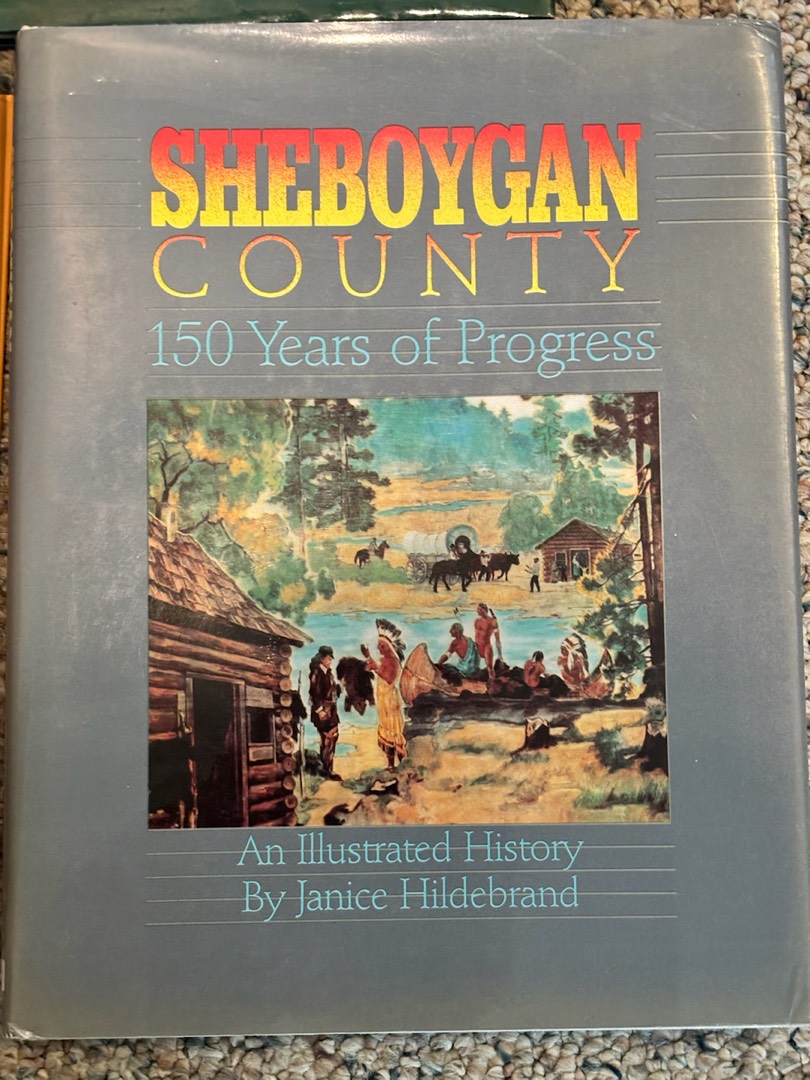 SHEBOYGAN
COUNTY
150 Years of Progress
An Illustrated History
By Janice Hildebrand